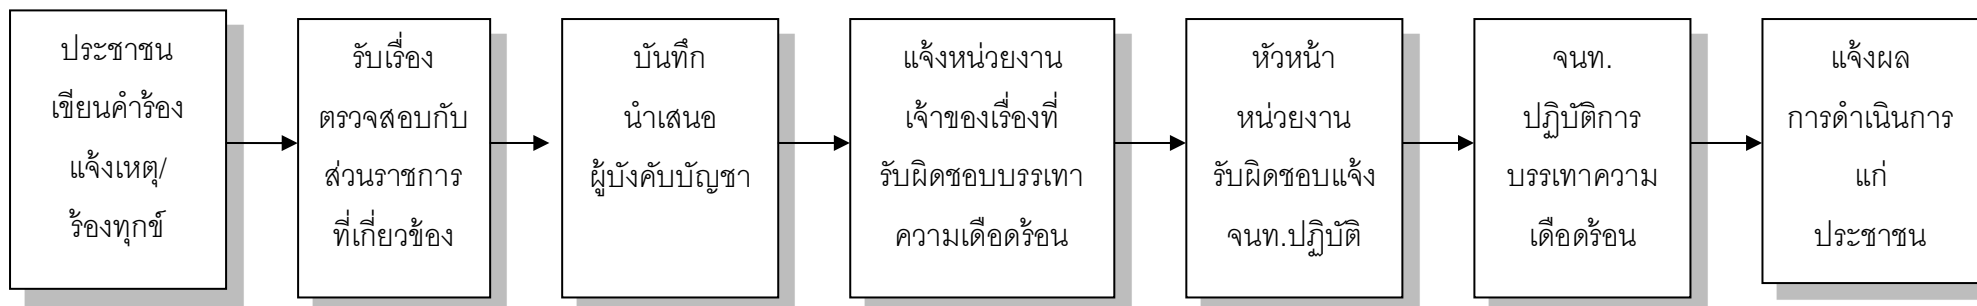 ประชาชน
เขียนคำร้อง
แจ้งเหตุ/
ร้องทุกข์
รับเรื่อง
ตรวจสอบกับ
ส่วนราชการ
ที่เกี่ยวข้อง
บันทึก
นำเสนอ
ผู้บังคับบัญชา
แจ้งหน่วยงาน
เจ้าของเรื่องที่
รับผิดชอบบรรเทา
ความเดือดร้อน
หัวหน้า
หน่วยงาน
รับผิดชอบแจ้ง
จนท.ปฏิบัติ
จนท.
ปฏิบัติการ
บรรเทาความ
เดือดร้อน
แจ้งผล
การดำเนินการ
แก่
ประชาชน